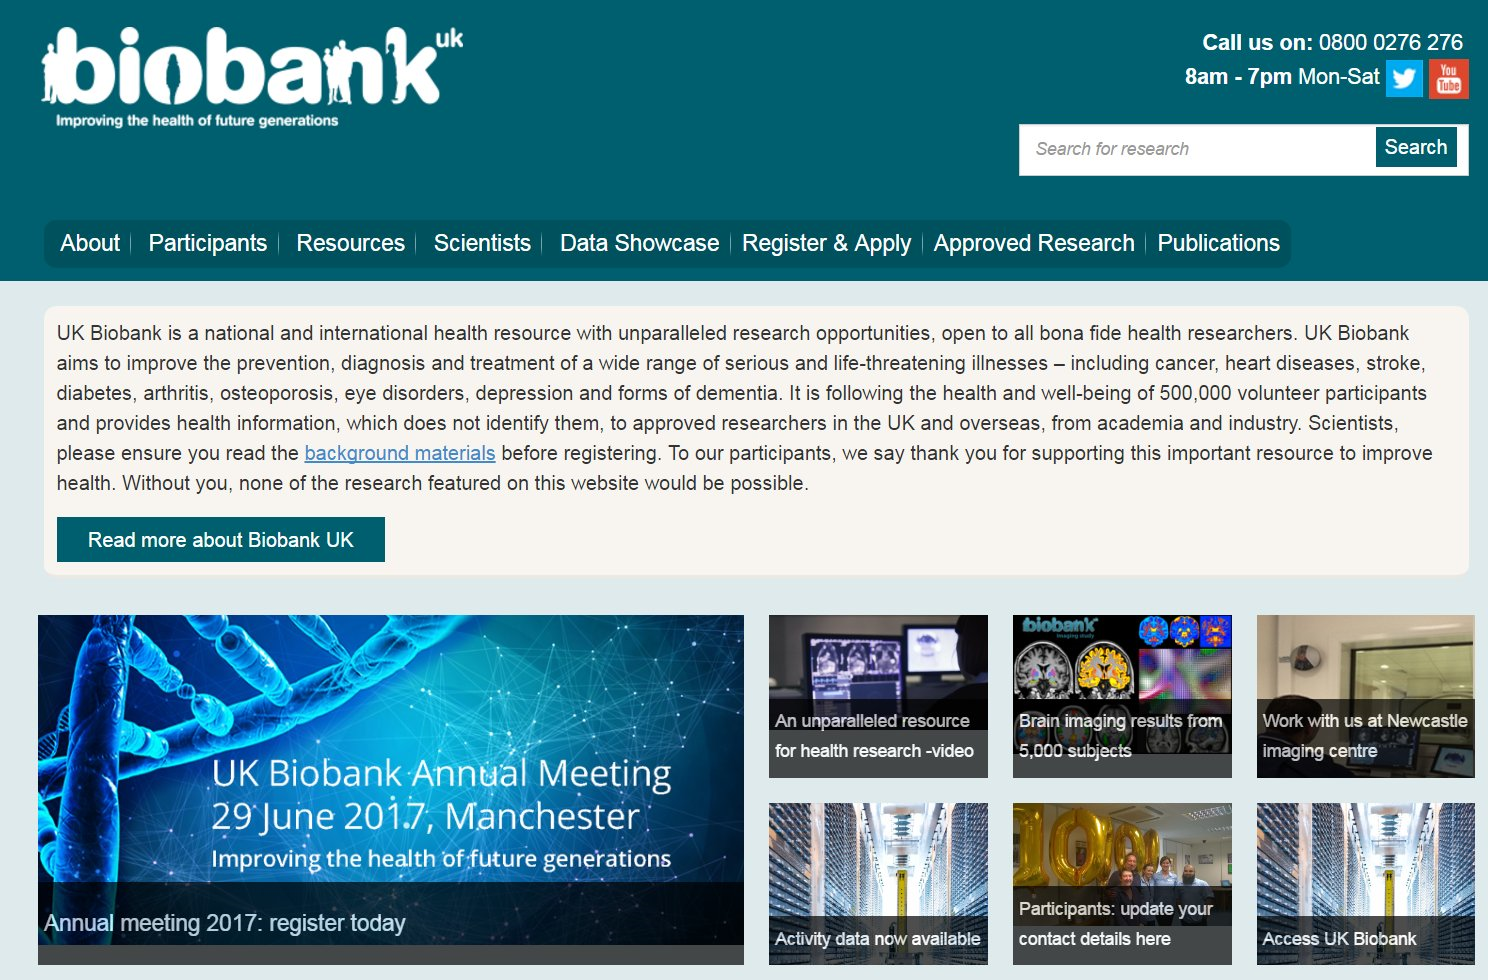 biobank uk
Improving the health of future generations
Call us on: 0800 0276 276
8am - 7pm Mon-Sat
You
Tube
Search for research
Search
About
Participants
Resources
Scientists
Data Showcase
Register & Apply
Approved Research
Publications
UK Biobank is a national and international health resource with unparalleled research opportunities, open to all bona fide health researchers. UK Biobank
aims to improve the prevention, diagnosis and treatment of a wide range of serious and life-threatening illnesses – including cancer, heart diseases, stroke,
diabetes, arthritis, osteoporosis, eye disorders, depression and forms of dementia. It is following the health and well-being of 500,000 volunteer participants
and provides health information, which does not identify them, to approved researchers in the UK and overseas, from academia and industry. Scientists,
please ensure you read the background materials before registering. To our participants, we say thank you for supporting this important resource to improve
health. Without you, none of the research featured on this website would be possible.
Read more about Biobank UK
UK Biobank Annual Meeting
29 June 2017, Manchester
Improving the health of future generations
Annual meeting 2017: register today
An unparalleled resource
for health research -video
biobank
imaging study
Brain imaging results from
5,000 subjects
Work with us at Newcastle
imaging centre
Activity data now available
100
Participants: update your
contact details here
Access UK Biobank